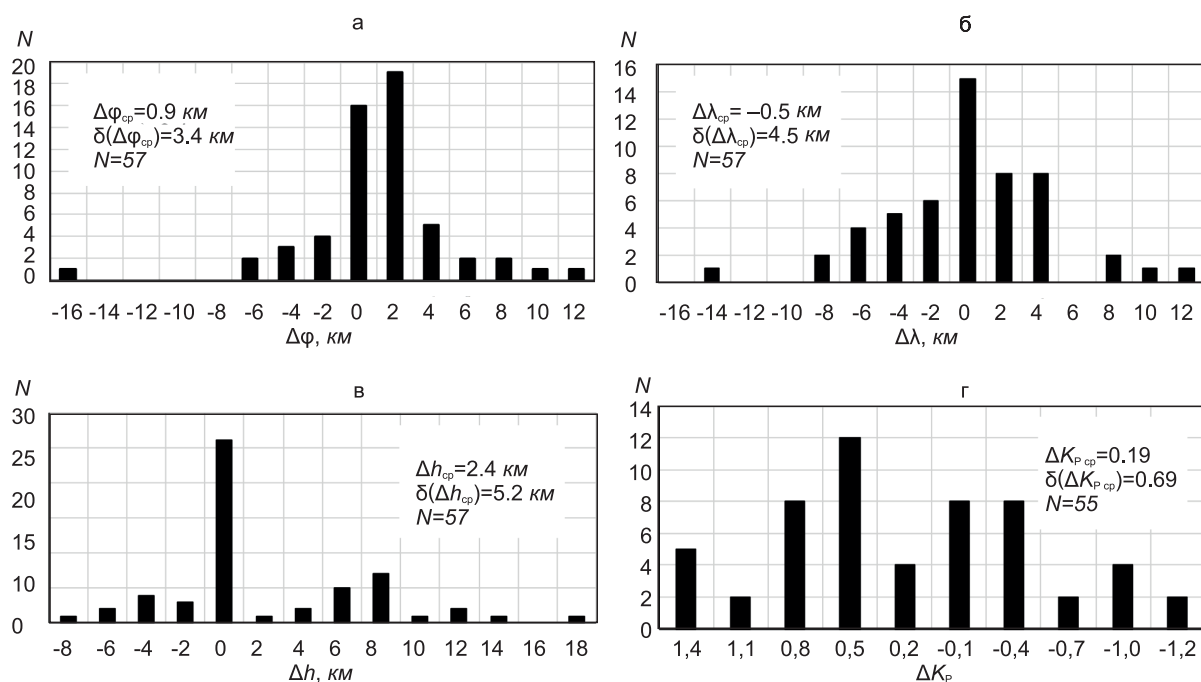 а
N
20
18
16
14
12
10
8
6
4
2
0
Δφср=0.9 км
δ(Δφср)=3.4 км
N=57
-16 -14 -12 -10 -8 -6 -4 -2 0 2 4 6 8 10 12
Δφ, км
б
N
16
14
12
10
8
6
4
2
0
Δλср= –0.5 км
δ(Δλср)=4.5 км
N=57
-16 -14 -12 -10 -8 -6 -4 -2 0 2 4 6 8 10 12
Δλ, км
в
N
30
25
20
15
10
0
Δhср=2.4 км
δ(Δhср)=5.2 км
N=57
-8 -6 -4 -2 0 2 4 6 8 10 12 14 16 18
Δh, км
г
N
14
12
10
8
6
4
2
0
ΔKР ср=0.19
δ(ΔKР ср)=0.69
N=55
1,4 1,1 0,8 0,5 0,2 -0,1 -0,4 -0,7 -1,0 -1,2
ΔKР